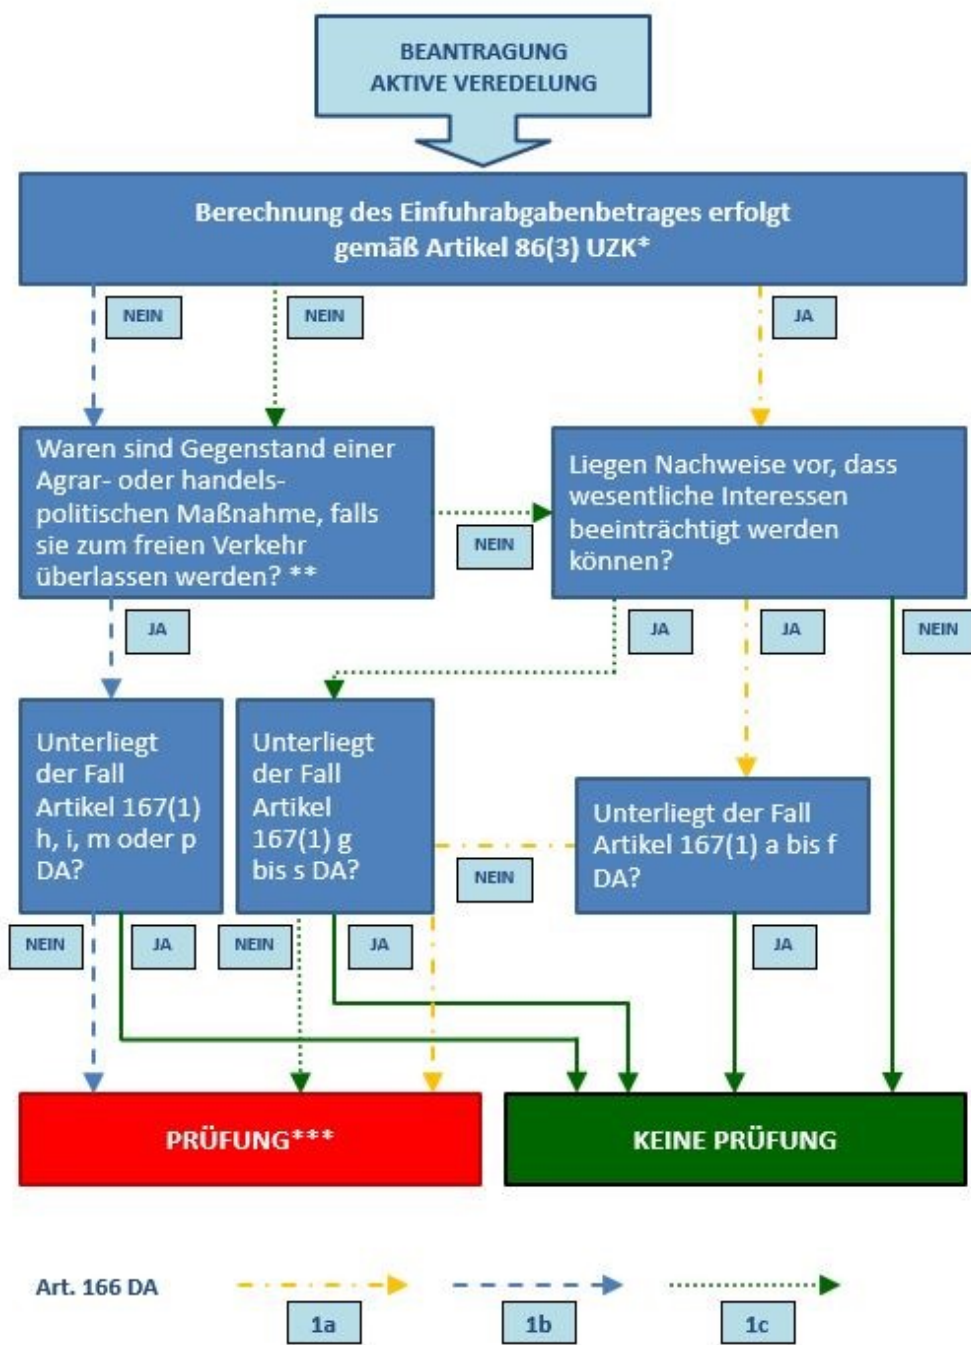 BEANTRAGUNG
AKTIVE VEREDELUNG
Berechnung des Einfuhrabgabenbetrages erfolgt
gemäß Artikel 86(3) UZK*
NEIN
NEIN
JA
Waren sind Gegenstand einer
Agrar- oder handels-
politischen Maßnahme, falls
sie zum freien Verkehr
überlassen werden? **
NEIN
Liegen Nachweise vor, dass
wesentliche Interessen
beeinträchtigt werden
können?
JA
JA
JA
NEIN
Unterliegt
der Fall
Artikel 167(1)
h, i, m oder p
DA?
Unterliegt
der Fall
Artikel
167(1) g
bis s DA?
NEIN
Unterliegt der Fall
Artikel 167(1) a bis f
DA?
NEIN
JA
NEIN
JA
JA
PRÜFUNG***
KEINE PRÜFUNG
Art. 166 DA
1a
1b
1c